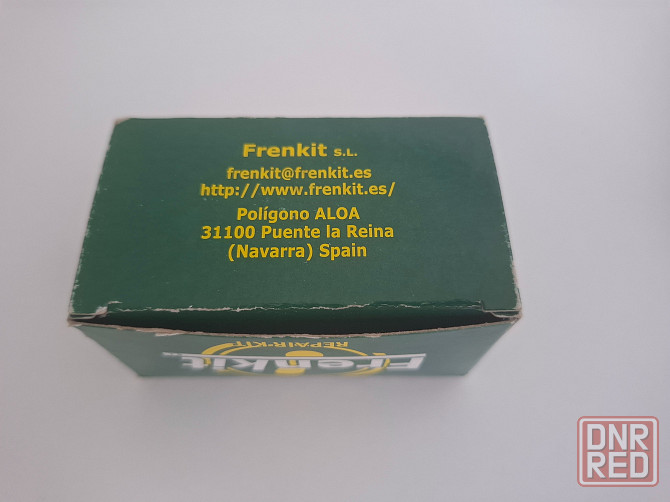 Frenkit S.L.
frenkit@frenkit.es
http://www.frenkit.es/
Polígono ALOA
31100 Puente la Reina
(Navarra) Spain
REPAIR·KIT
Frenkit
DNR
RED